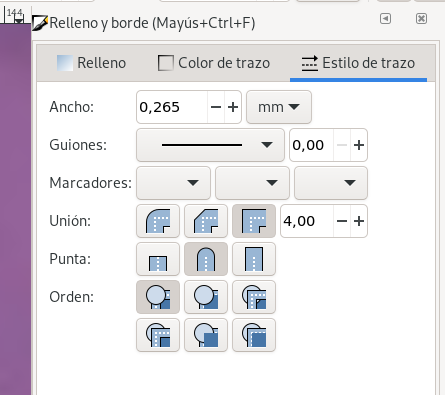 144
Relleno y borde (Mayús+Ctrl+F)
Relleno Color de trazo Estilo de trazo
Ancho: 0,265 − + mm
Guiones: 0,00 − +
Marcadores:
Unión: 4,00 − +
Punta:
Orden: